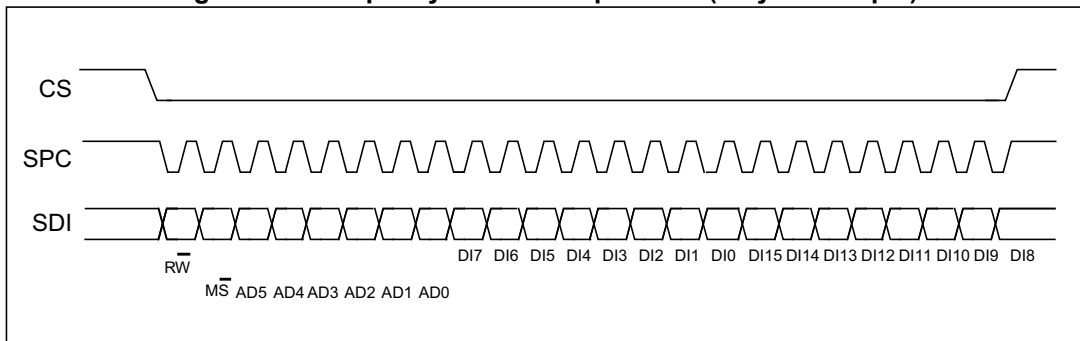 CS
SPC
SDI
DI7 DI6 DI5 DI4 DI3 DI2 DI1 DI0 DI15 DI14 DI13 DI12 DI11 DI10 DI9 DI8
RW̅
MS̅ AD5 AD4 AD3 AD2 AD1 AD0